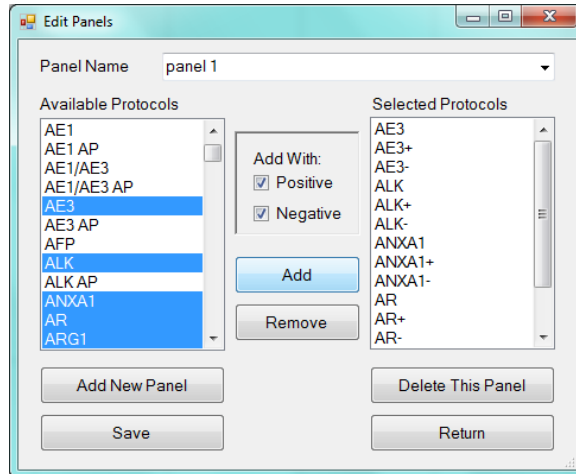 Edit Panels
Panel Name panel 1
Available Protocols
AE1
AE1 AP
AE1/AE3
AE1/AE3 AP
AE3
AE3 AP
AFP
ALK
ALK AP
ANXA1
AR
ARG1
Add With:
Positive
Negative
Add
Remove
Selected Protocols
AE3
AE3+
AE3-
ALK
ALK+
ALK-
ANXA1
ANXA1+
ANXA1-
AR
AR+
AR-
Add New Panel
Delete This Panel
Save
Return